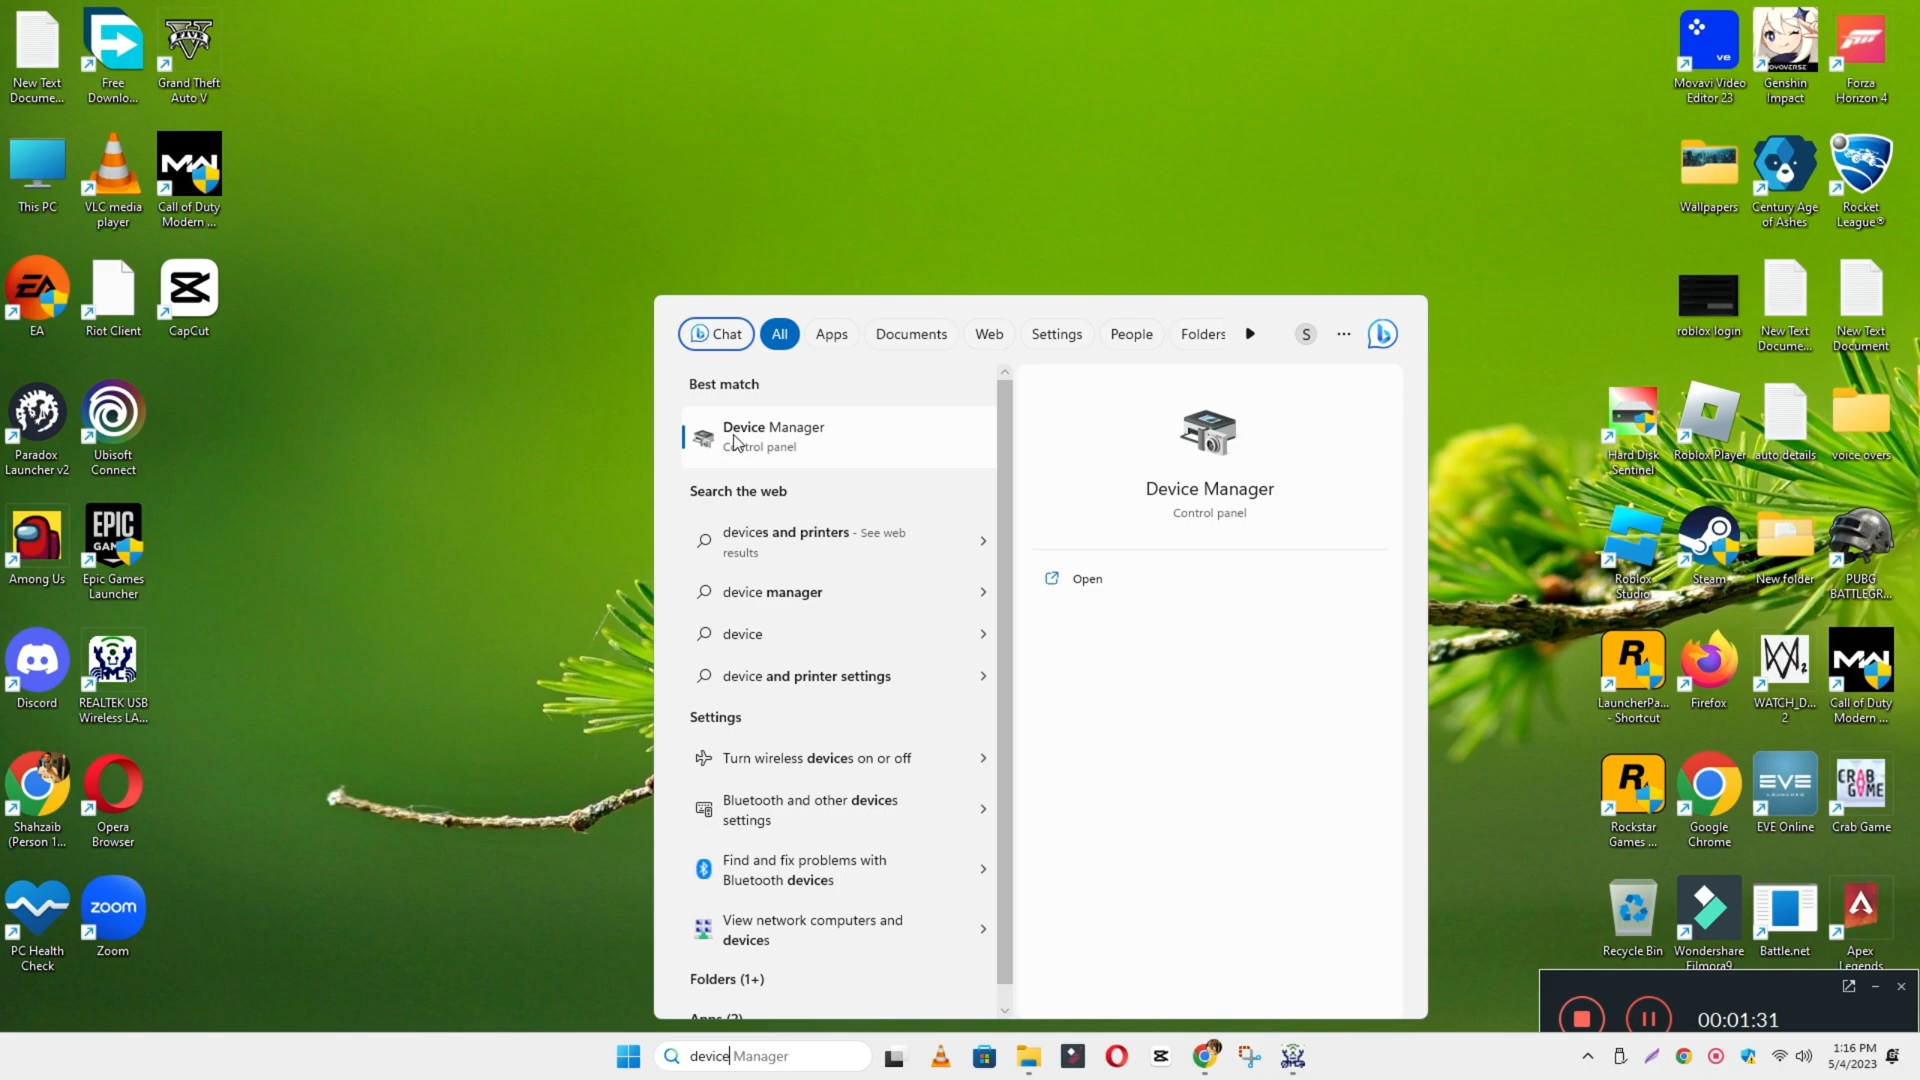 New Text
Docume...
Free
Downlo...
Grand Theft
Auto V
This PC
VLC media
player
Call of Duty
Modern ...
EA
Riot Client
CapCut
Paradox
Launcher v2
Ubisoft
Connect
Among Us
Epic Games
Launcher
Discord
REALTEK USB
Wireless LA...
Shahzaib
(Person 1...
Opera
Browser
PC Health
Check
zoom
Zoom
Chat
All
Apps
Documents
Web
Settings
People
Folders
S
Best match
Device Manager
Control panel
Search the web
devices and printers - See web
results
device manager
device
device and printer settings
Settings
Turn wireless devices on or off
Bluetooth and other devices
settings
Find and fix problems with
Bluetooth devices
View network computers and
devices
Folders (1+)
Apps (2)
Device Manager
Control panel
Open
Movavi Video
Editor 23
Genshin
Impact
Forza
Horizon 4
Wallpapers
Century Age
of Ashes
Rocket
League®
roblox login
New Text
Docume...
New Text
Document
Hard Disk
Sentinel
Roblox Player
auto details
voice overs
Roblox
Studio
Steam
New folder
PUBG
BATTLEGR...
LauncherPa...
- Shortcut
Firefox
WATCH_D...
2
Call of Duty
Modern ...
Rockstar
Games ...
Google
Chrome
EVE Online
Crab Game
Recycle Bin
Wondershare
Filmora9
Battle.net
Apex
Legends
00:01:31
device Manager
1:16 PM
5/4/2023